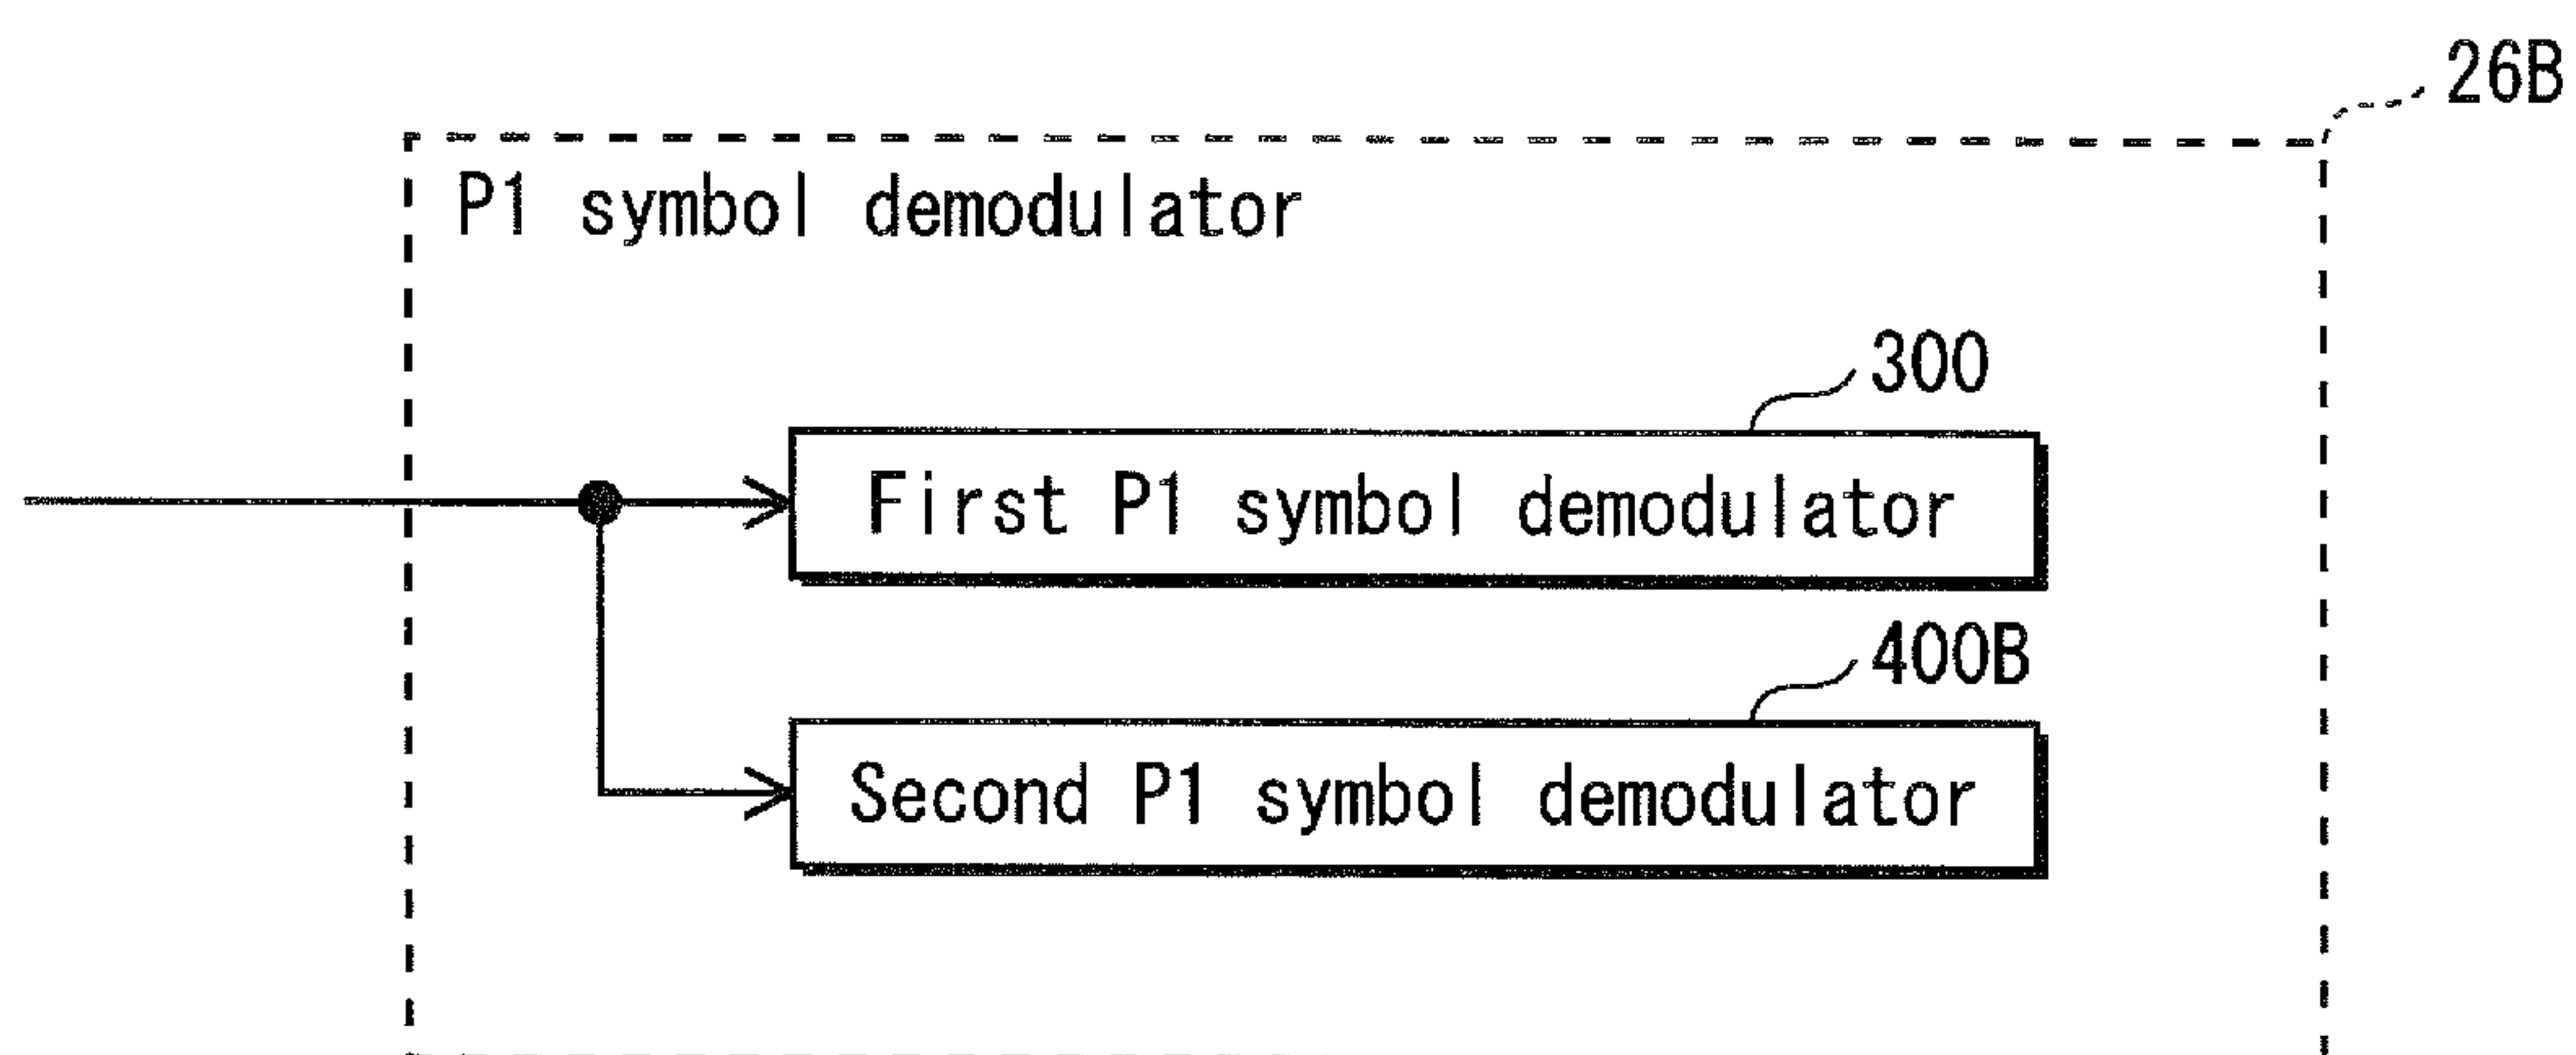 26B
P1 symbol demodulator
300
First P1 symbol demodulator
400B
Second P1 symbol demodulator